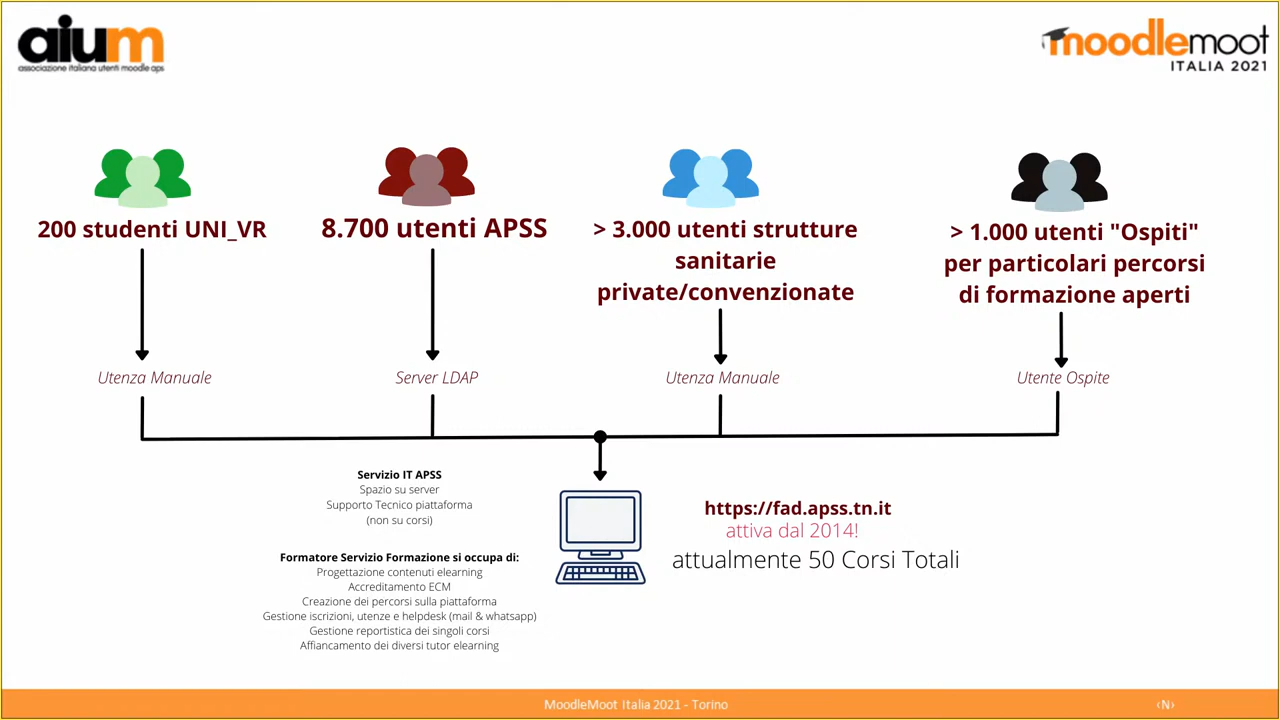 aium
associazione italiana utenti moodle aps
moodlemoot
ITALIA 2021
200 studenti UNI_VR
8.700 utenti APSS
> 3.000 utenti strutture
sanitarie
private/convenzionate
> 1.000 utenti "Ospiti"
per particolari percorsi
di formazione aperti
Utenza Manuale
Server LDAP
Utenza Manuale
Utente Ospite
Servizio IT APSS
Spazio su server
Supporto Tecnico piattaforma
(non su corsi)
Formatore Servizio Formazione si occupa di:
Progettazione contenuti elearning
Accreditamento ECM
Creazione dei percorsi sulla piattaforma
Gestione iscrizioni, utenze e helpdesk (mail & whatsapp)
Gestione reportistica dei singoli corsi
Affiancamento dei diversi tutor elearning
https://fad.apss.tn.it
attiva dal 2014!
attualmente 50 Corsi Totali
MoodleMoot Italia 2021 - Torino
‹N›